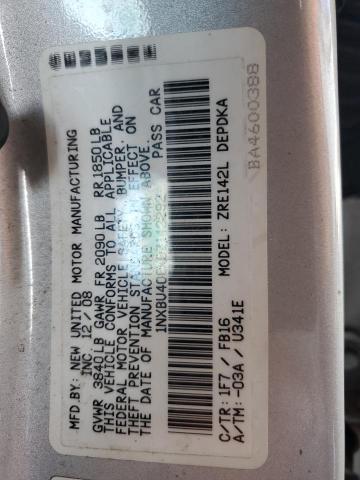 MFD. BY: NEW UNITED MOTOR MANUFACTURING
INC. 12/08
GVWR 3840LB GAWR FR 2090LB RR 1850LB
THIS VEHICLE CONFORMS TO ALL APPLICABLE
FEDERAL MOTOR VEHICLE SAFETY, BUMPER, AND
THEFT PREVENTION STANDARDS IN EFFECT ON
THE DATE OF MANUFACTURE SHOWN ABOVE.
PASS CAR
C/TR: 1F7 / FB16 MODEL: ZRE142L DEPDKA
A/TM: -03A / U341E
BA4600388